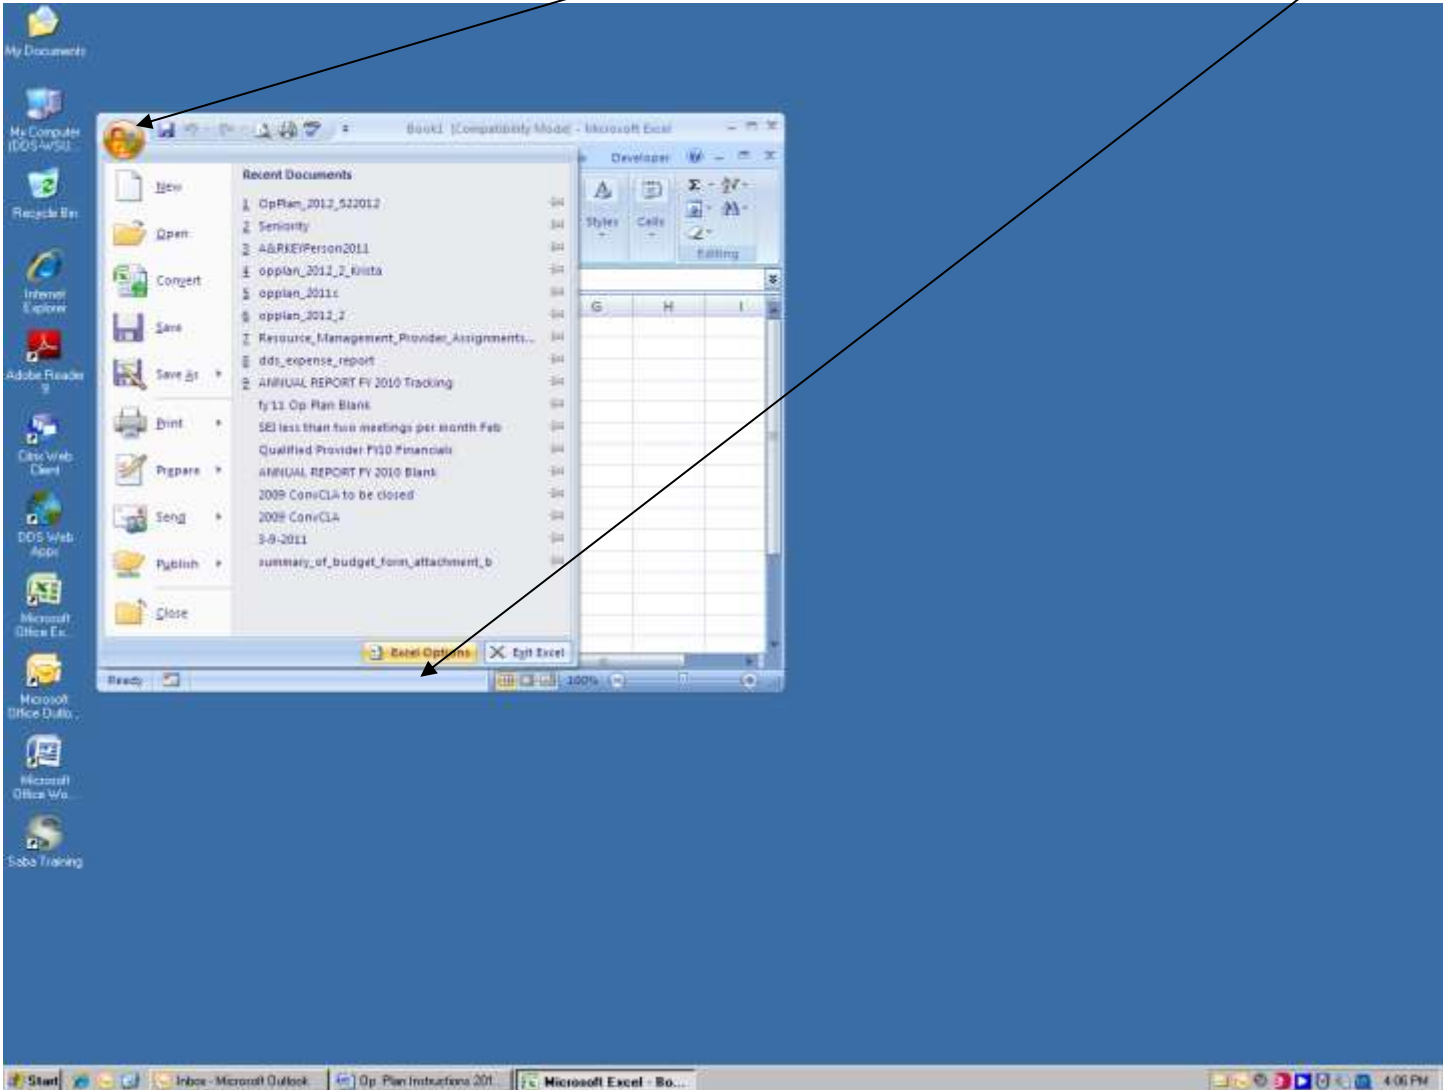 My Documents
My Computer
(DDS-WSU...
Recycle Bin
Internet
Explorer
Adobe Reader
9
Citrix Web
Client
DDS Web
Apps
Microsoft
Office Ex...
Microsoft
Office Outlo...
Microsoft
Office Wo...
Saba Training
Book1 [Compatibility Mode] - Microsoft Excel
Developer
New
Open
Convert
Save
Save As
Print
Prepare
Send
Publish
Close
Recent Documents
1 OpPlan_2012_522012
2 Seniority
3 A&RKEYPerson2011
4 opplan_2012_2_Krista
5 opplan_2011c
6 opplan_2012_2
7 Resource_Management_Provider_Assignments...
8 dds_expense_report
9 ANNUAL REPORT FY 2010 Tracking
fy'11 Op Plan Blank
SEI less than two meetings per month Feb
Qualified Provider FY10 Financials
ANNUAL REPORT FY 2010 Blank
2009 ConvCLA to be closed
2009 ConvCLA
3-9-2011
summary_of_budget_form_attachment_b
Excel Options
Exit Excel
Styles
Cells
Σ
Editing
G H I
Ready
100%
Start
Inbox - Microsoft Outlook
Op. Plan Instructions 201...
Microsoft Excel - Bo...
4:06 PM